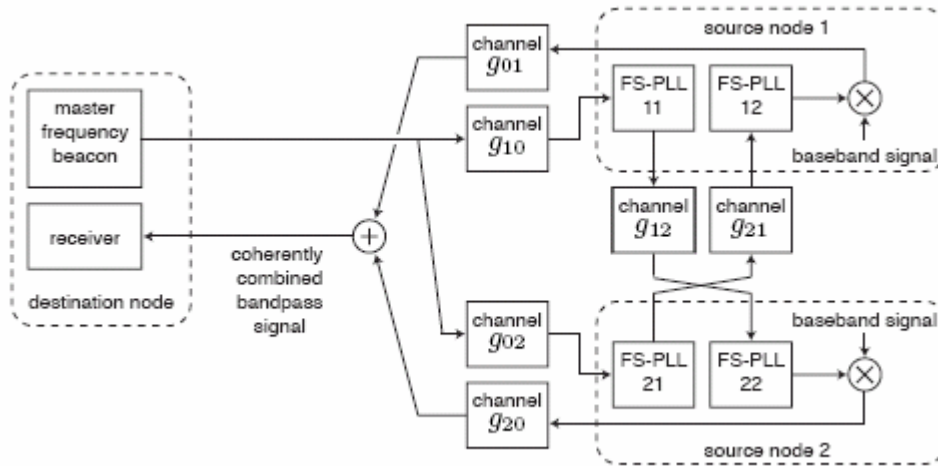 channel
g01
source node 1
FS-PLL
11
FS-PLL
12
master
frequency
beacon
channel
g10
baseband signal
channel
g12
channel
g21
receiver
coherently
combined
bandpass
signal
destination node
channel
g02
baseband signal
FS-PLL
21
FS-PLL
22
channel
g20
source node 2